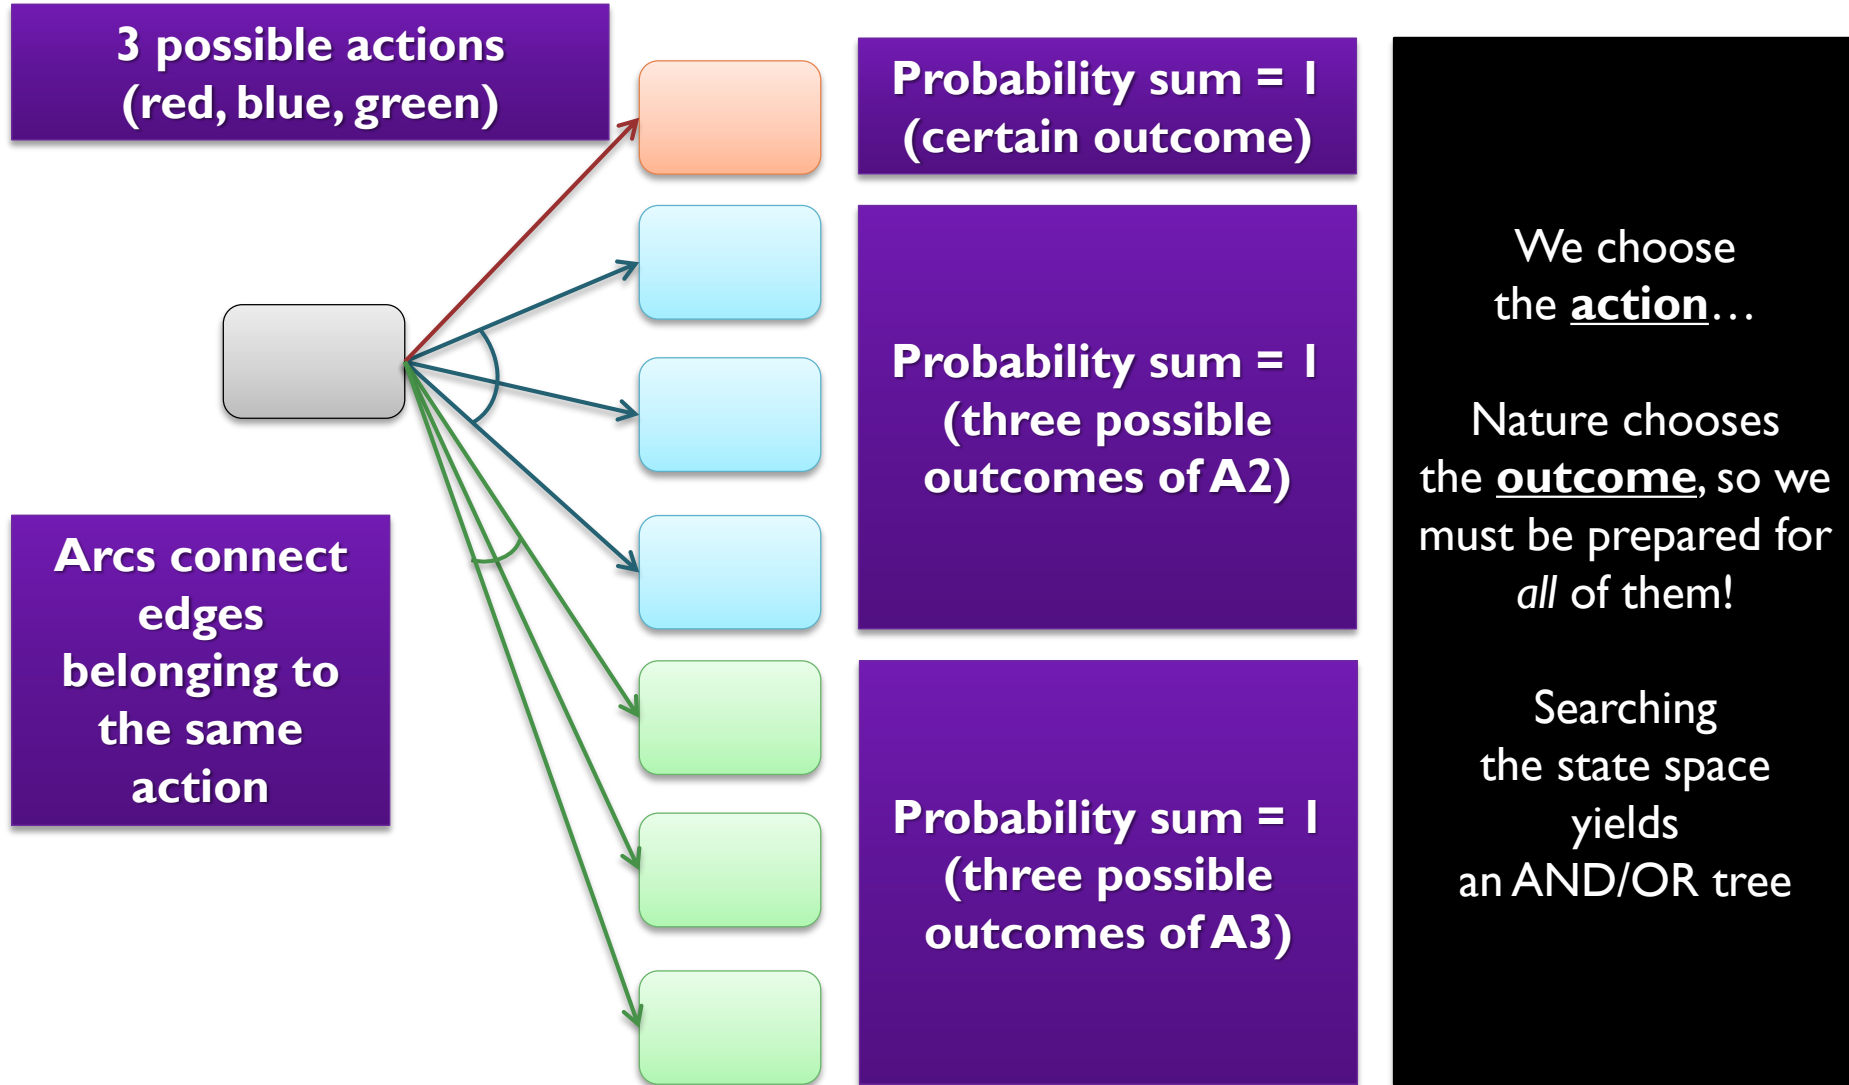 3 possible actions
(red, blue, green)
Probability sum = 1
(certain outcome)
Probability sum = 1
(three possible
outcomes of A2)
Arcs connect
edges
belonging to
the same
action
Probability sum = 1
(three possible
outcomes of A3)
We choose
the action…
Nature chooses
the outcome, so we
must be prepared for
all of them!
Searching
the state space
yields
an AND/OR tree